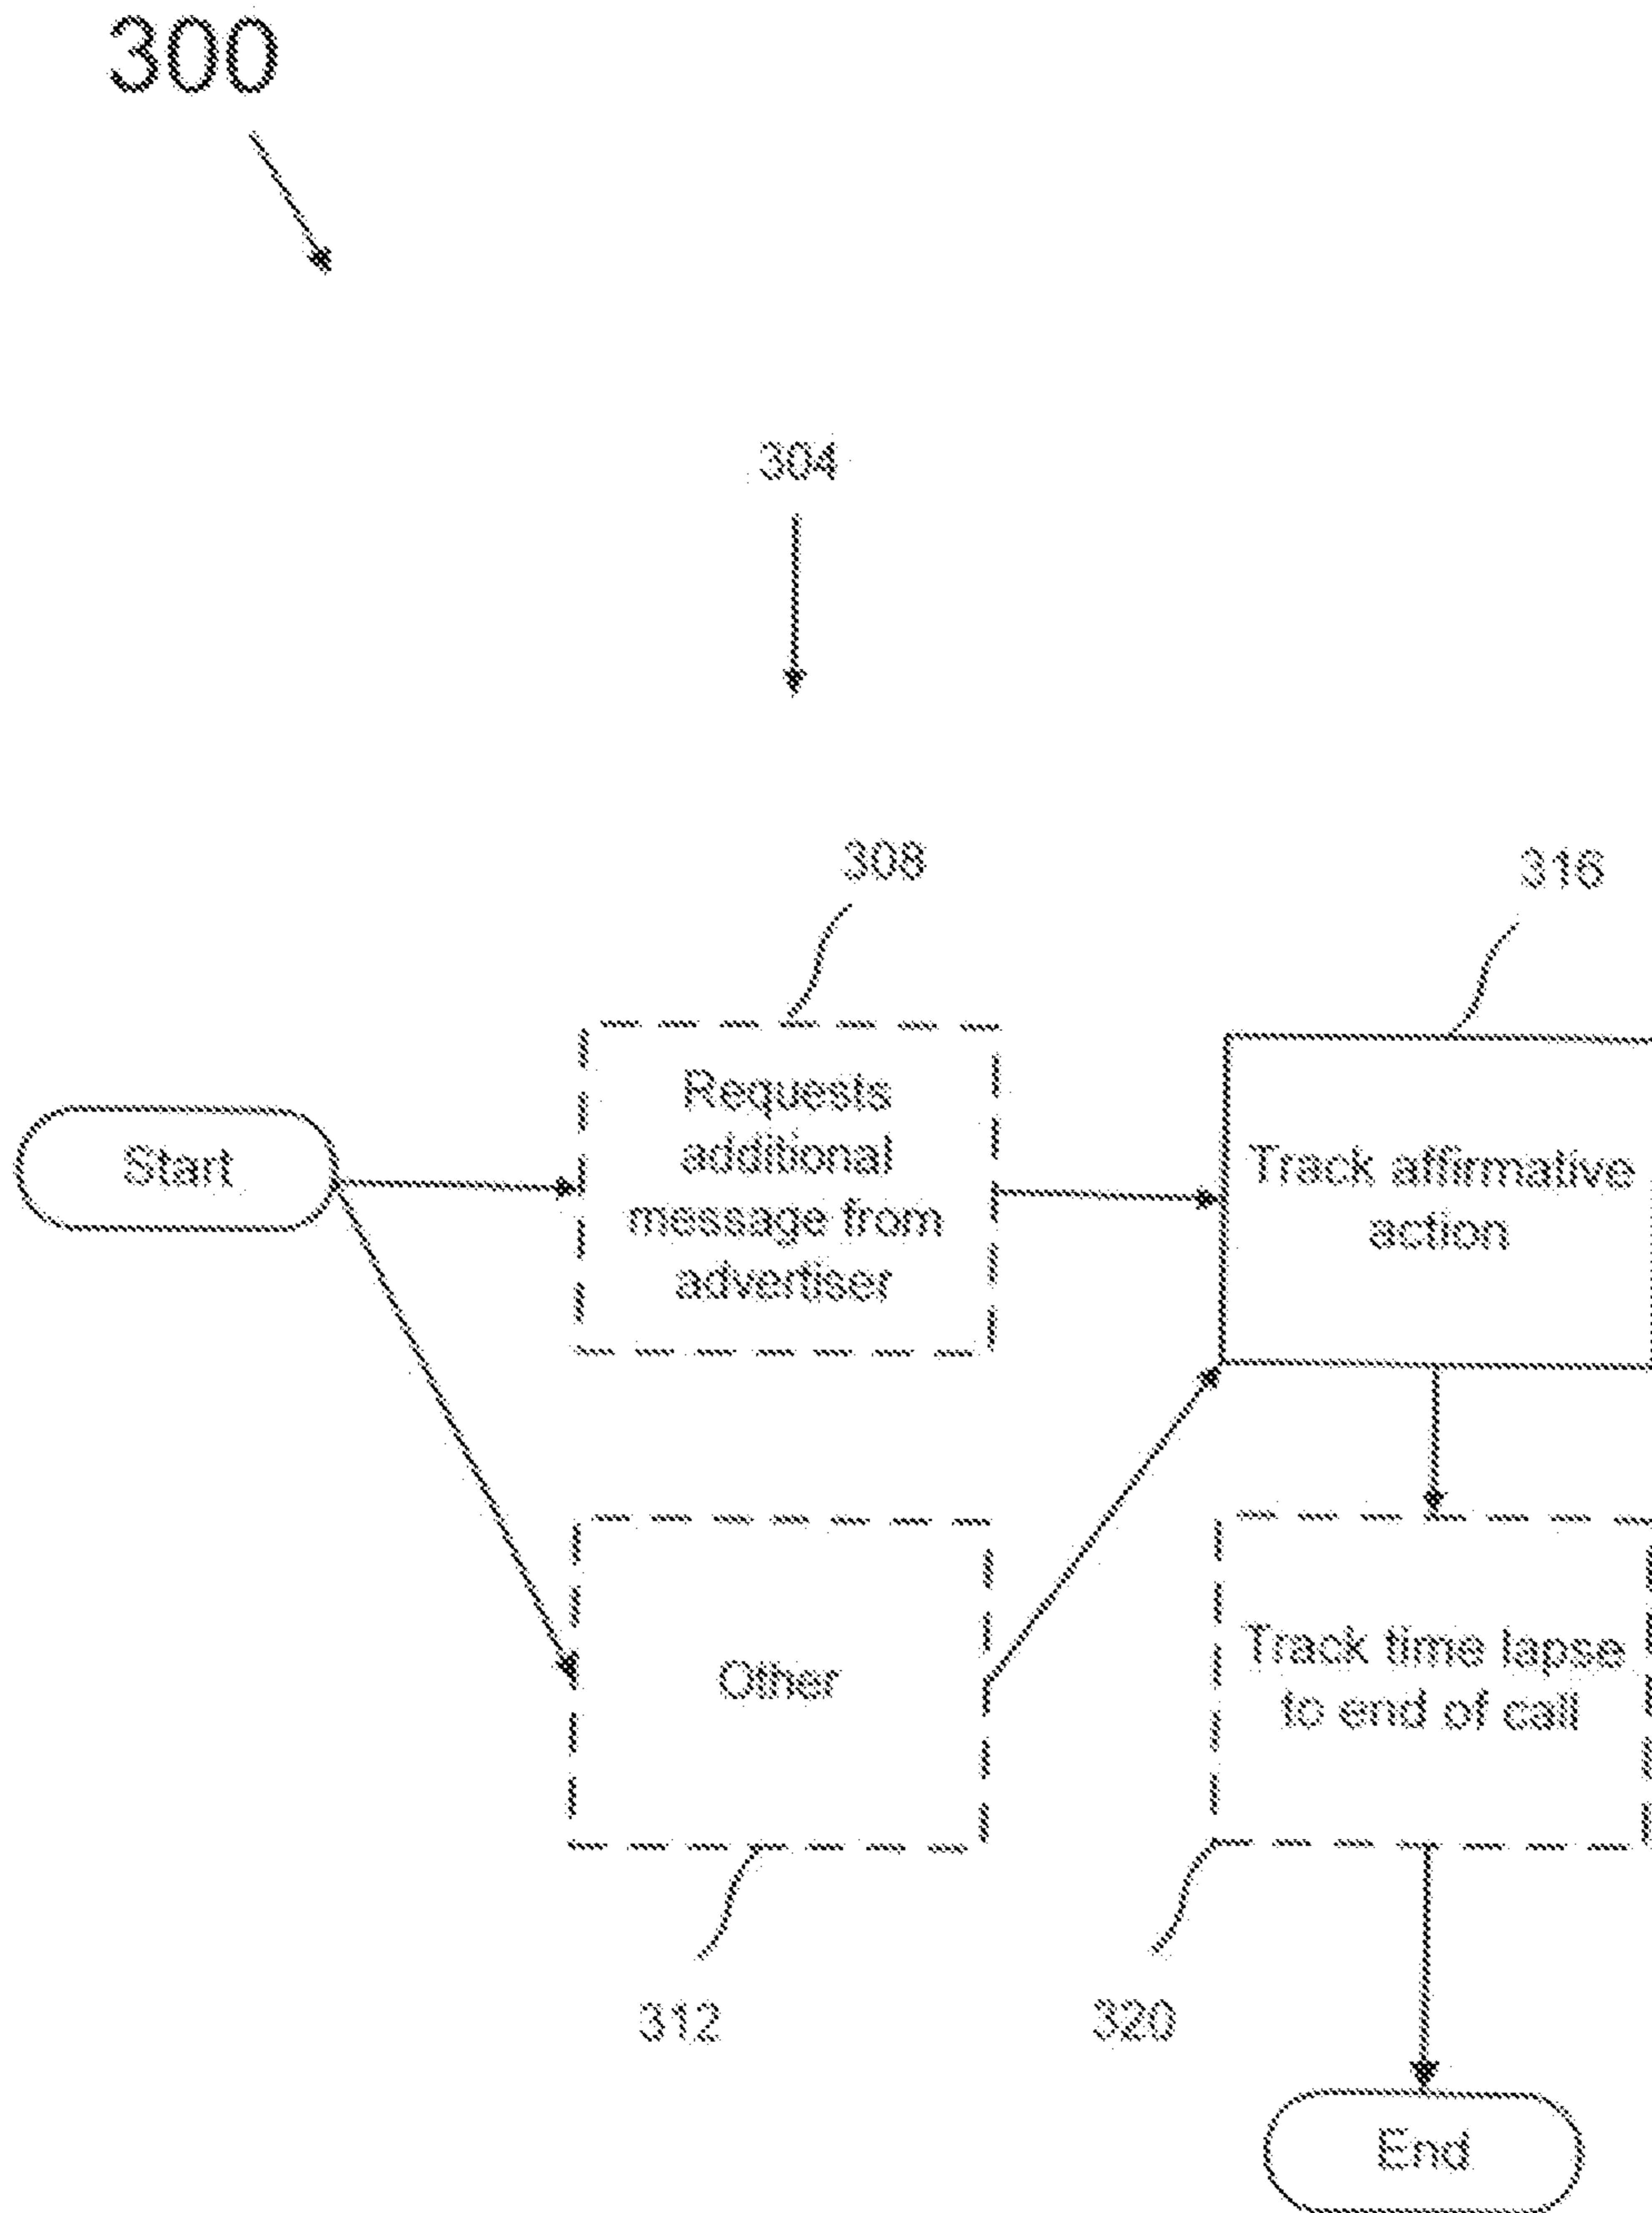 300
304
308
316
Start
Requests
additional
message from
advertiser
Track affirmative
action
Other
Track time lapse
to end of call
312
320
End